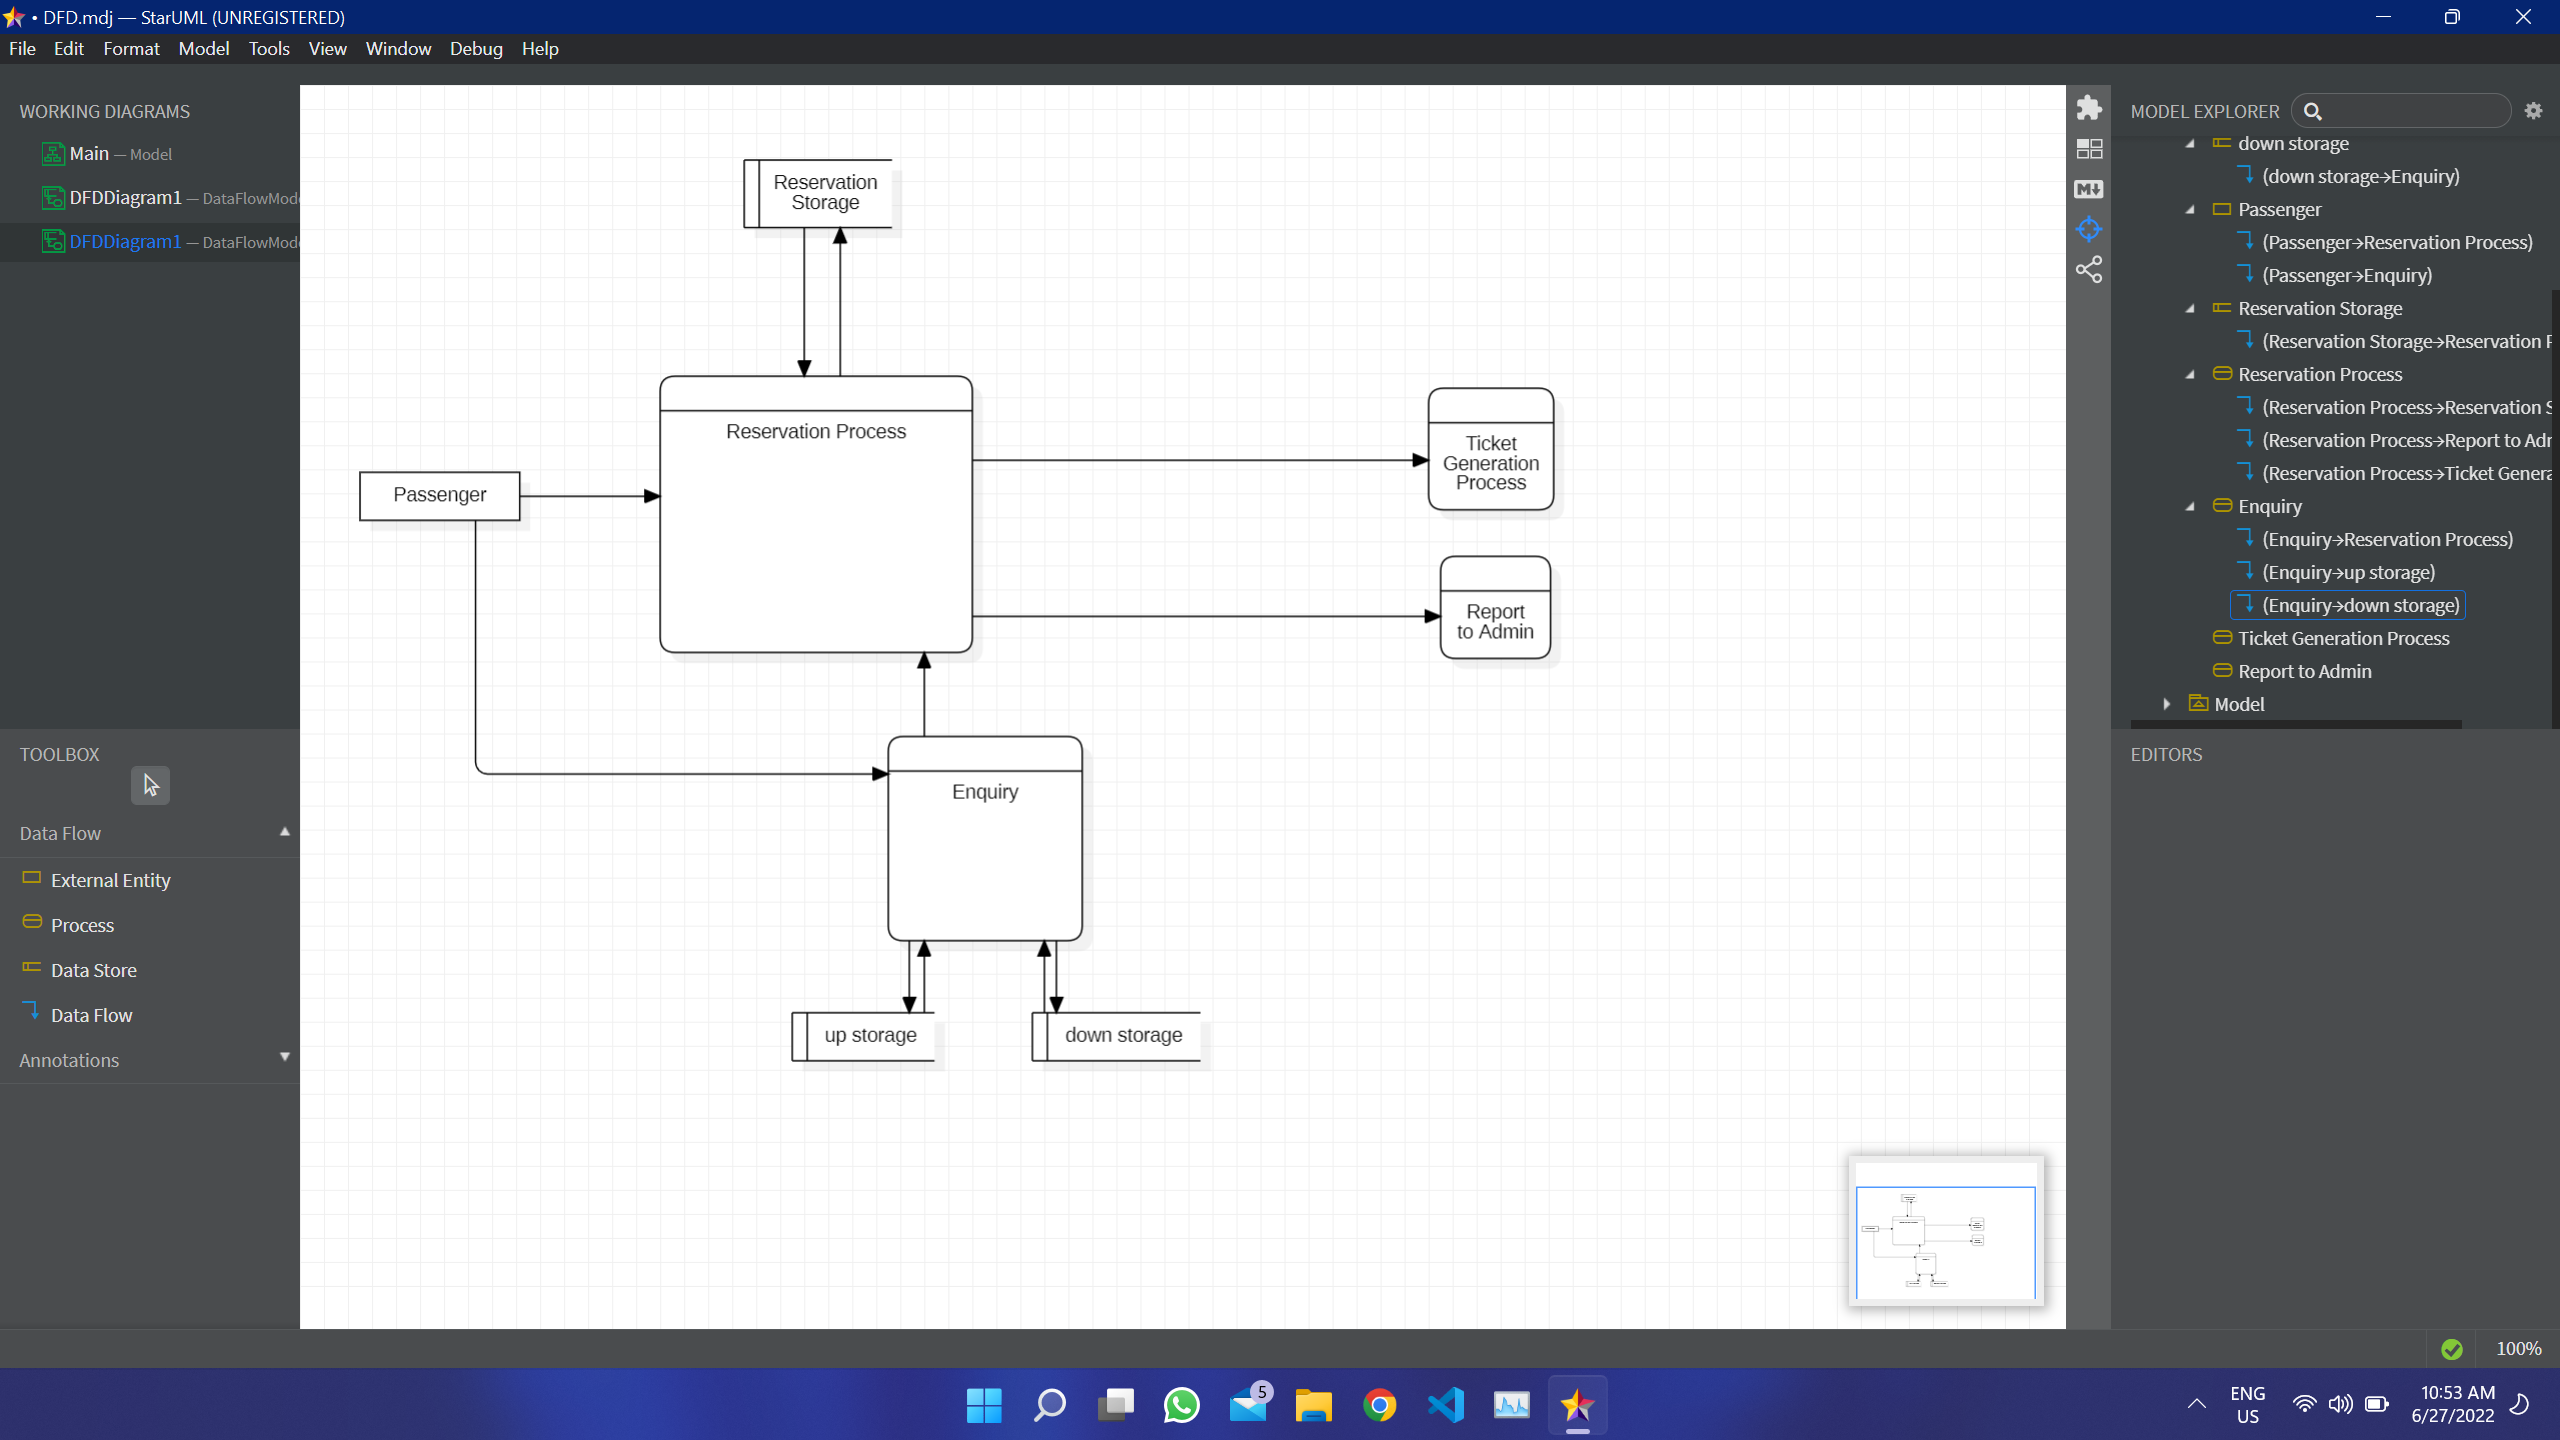 • DFD.mdj — StarUML (UNREGISTERED)
File Edit Format Model Tools View Window Debug Help
WORKING DIAGRAMS
Main — Model
DFDDiagram1 — DataFlowMod
DFDDiagram1 — DataFlowMod
TOOLBOX
Data Flow
External Entity
Process
Data Store
Data Flow
Annotations
Reservation
Storage
Reservation Process
Passenger
Ticket
Generation
Process
Report
to Admin
Enquiry
up storage
down storage
MODEL EXPLORER
down storage
(down storage→Enquiry)
Passenger
(Passenger→Reservation Process)
(Passenger→Enquiry)
Reservation Storage
(Reservation Storage→Reservation P
Reservation Process
(Reservation Process→Reservation S
(Reservation Process→Report to Adr
(Reservation Process→Ticket Genera
Enquiry
(Enquiry→Reservation Process)
(Enquiry→up storage)
(Enquiry→down storage)
Ticket Generation Process
Report to Admin
Model
EDITORS
100%
5
ENG
US
10:53 AM
6/27/2022